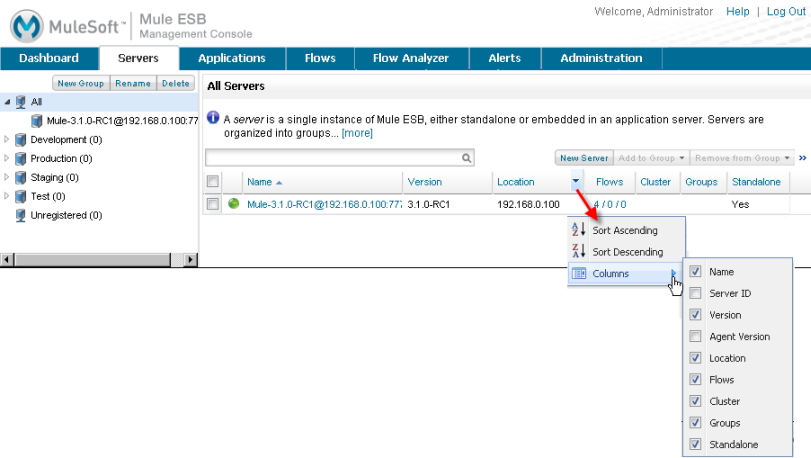 Welcome, Administrator Help | Log Out
MuleSoft™ Mule ESB
Management Console
Dashboard Servers Applications Flows Flow Analyzer Alerts Administration
New Group Rename Delete
All Servers
All
Mule-3.1.0-RC1@192.168.0.100:77
Development (0)
Production (0)
Staging (0)
Test (0)
Unregistered (0)
A server is a single instance of Mule ESB, either standalone or embedded in an application server. Servers are
organized into groups... [more]
New Server Add to Group Remove from Group »
Name Version Location Flows Cluster Groups Standalone
Mule-3.1.0-RC1@192.168.0.100:777 3.1.0-RC1 192.168.0.100 4 / 0 / 0 Yes
Sort Ascending
Sort Descending
Columns
Name
Server ID
Version
Agent Version
Location
Flows
Cluster
Groups
Standalone